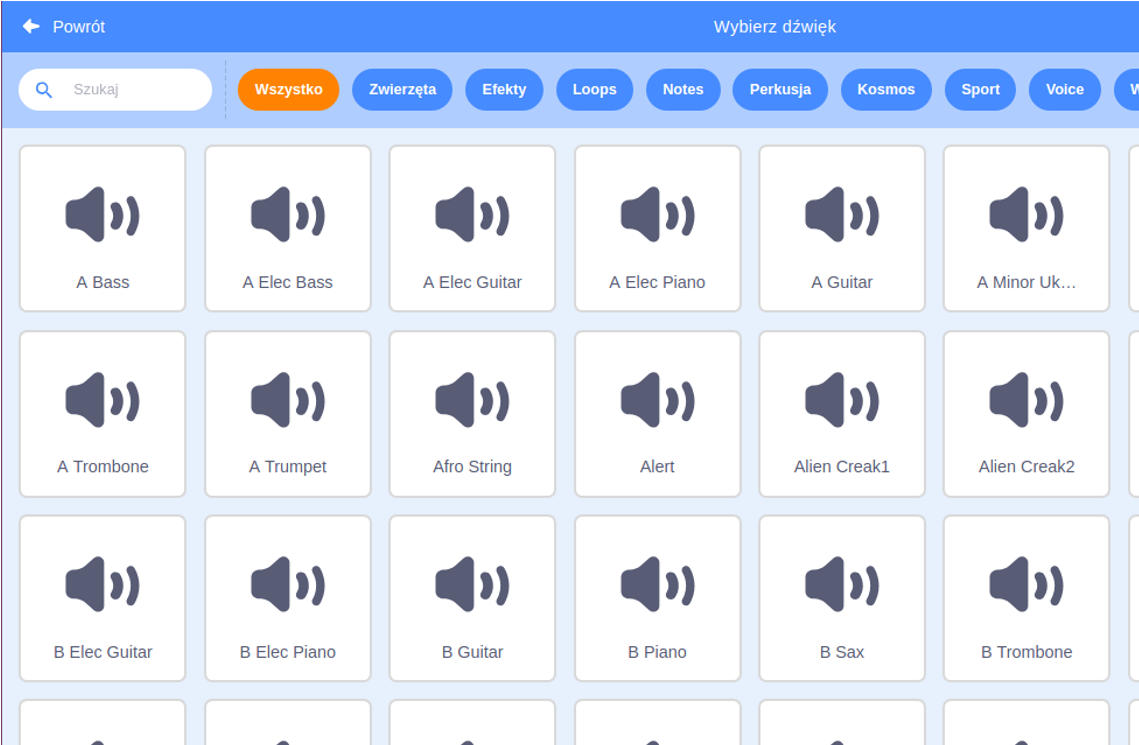 Powrót
Wybierz dźwięk
Szukaj
Wszystko
Zwierzęta
Efekty
Loops
Notes
Perkusja
Kosmos
Sport
Voice
A Bass
A Elec Bass
A Elec Guitar
A Elec Piano
A Guitar
A Minor Uk…
A Trombone
A Trumpet
Afro String
Alert
Alien Creak1
Alien Creak2
B Elec Guitar
B Elec Piano
B Guitar
B Piano
B Sax
B Trombone